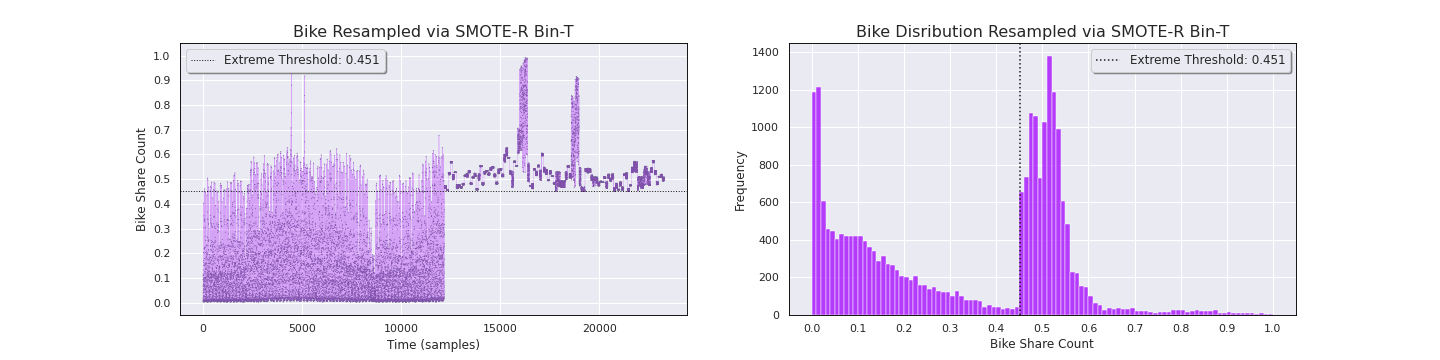 Bike Resampled via SMOTE-R Bin-T
Extreme Threshold: 0.451
Bike Share Count
1.0
0.9
0.8
0.7
0.6
0.5
0.4
0.3
0.2
0.1
0.0
0 5000 10000 15000 20000
Time (samples)
Bike Disribution Resampled via SMOTE-R Bin-T
Extreme Threshold: 0.451
Frequency
1400
1200
1000
800
600
400
200
0
0.0 0.1 0.2 0.3 0.4 0.5 0.6 0.7 0.8 0.9 1.0
Bike Share Count